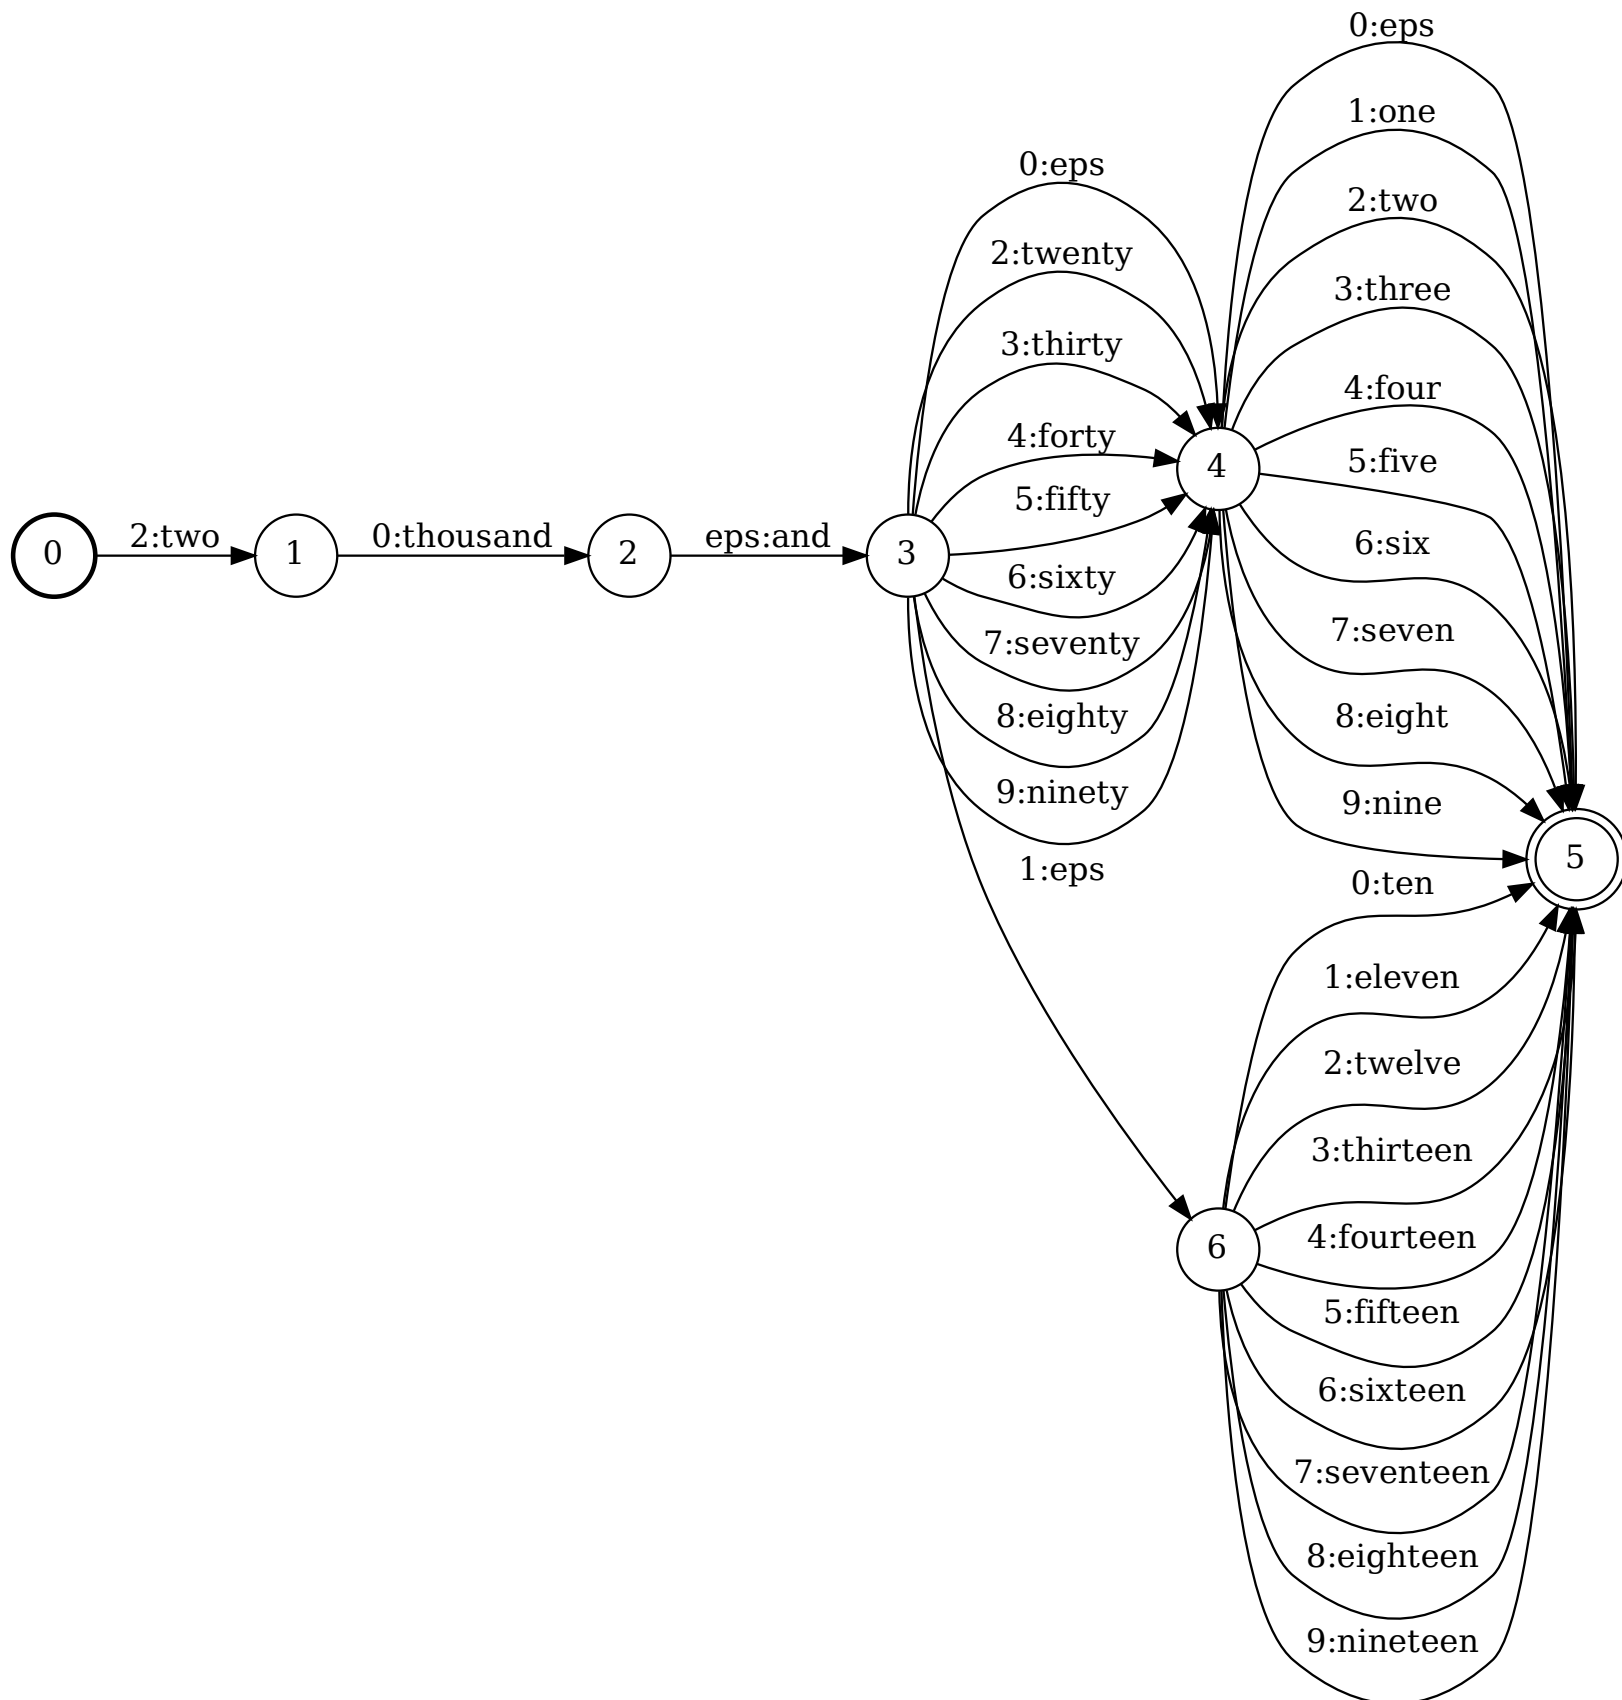 0
2:two
1
0:thousand
2
eps:and
3
0:eps
2:twenty
3:thirty
4:forty
5:fifty
6:sixty
7:seventy
8:eighty
9:ninety
1:eps
4
0:eps
1:one
2:two
3:three
4:four
5:five
6:six
7:seven
8:eight
9:nine
5
6
0:ten
1:eleven
2:twelve
3:thirteen
4:fourteen
5:fifteen
6:sixteen
7:seventeen
8:eighteen
9:nineteen